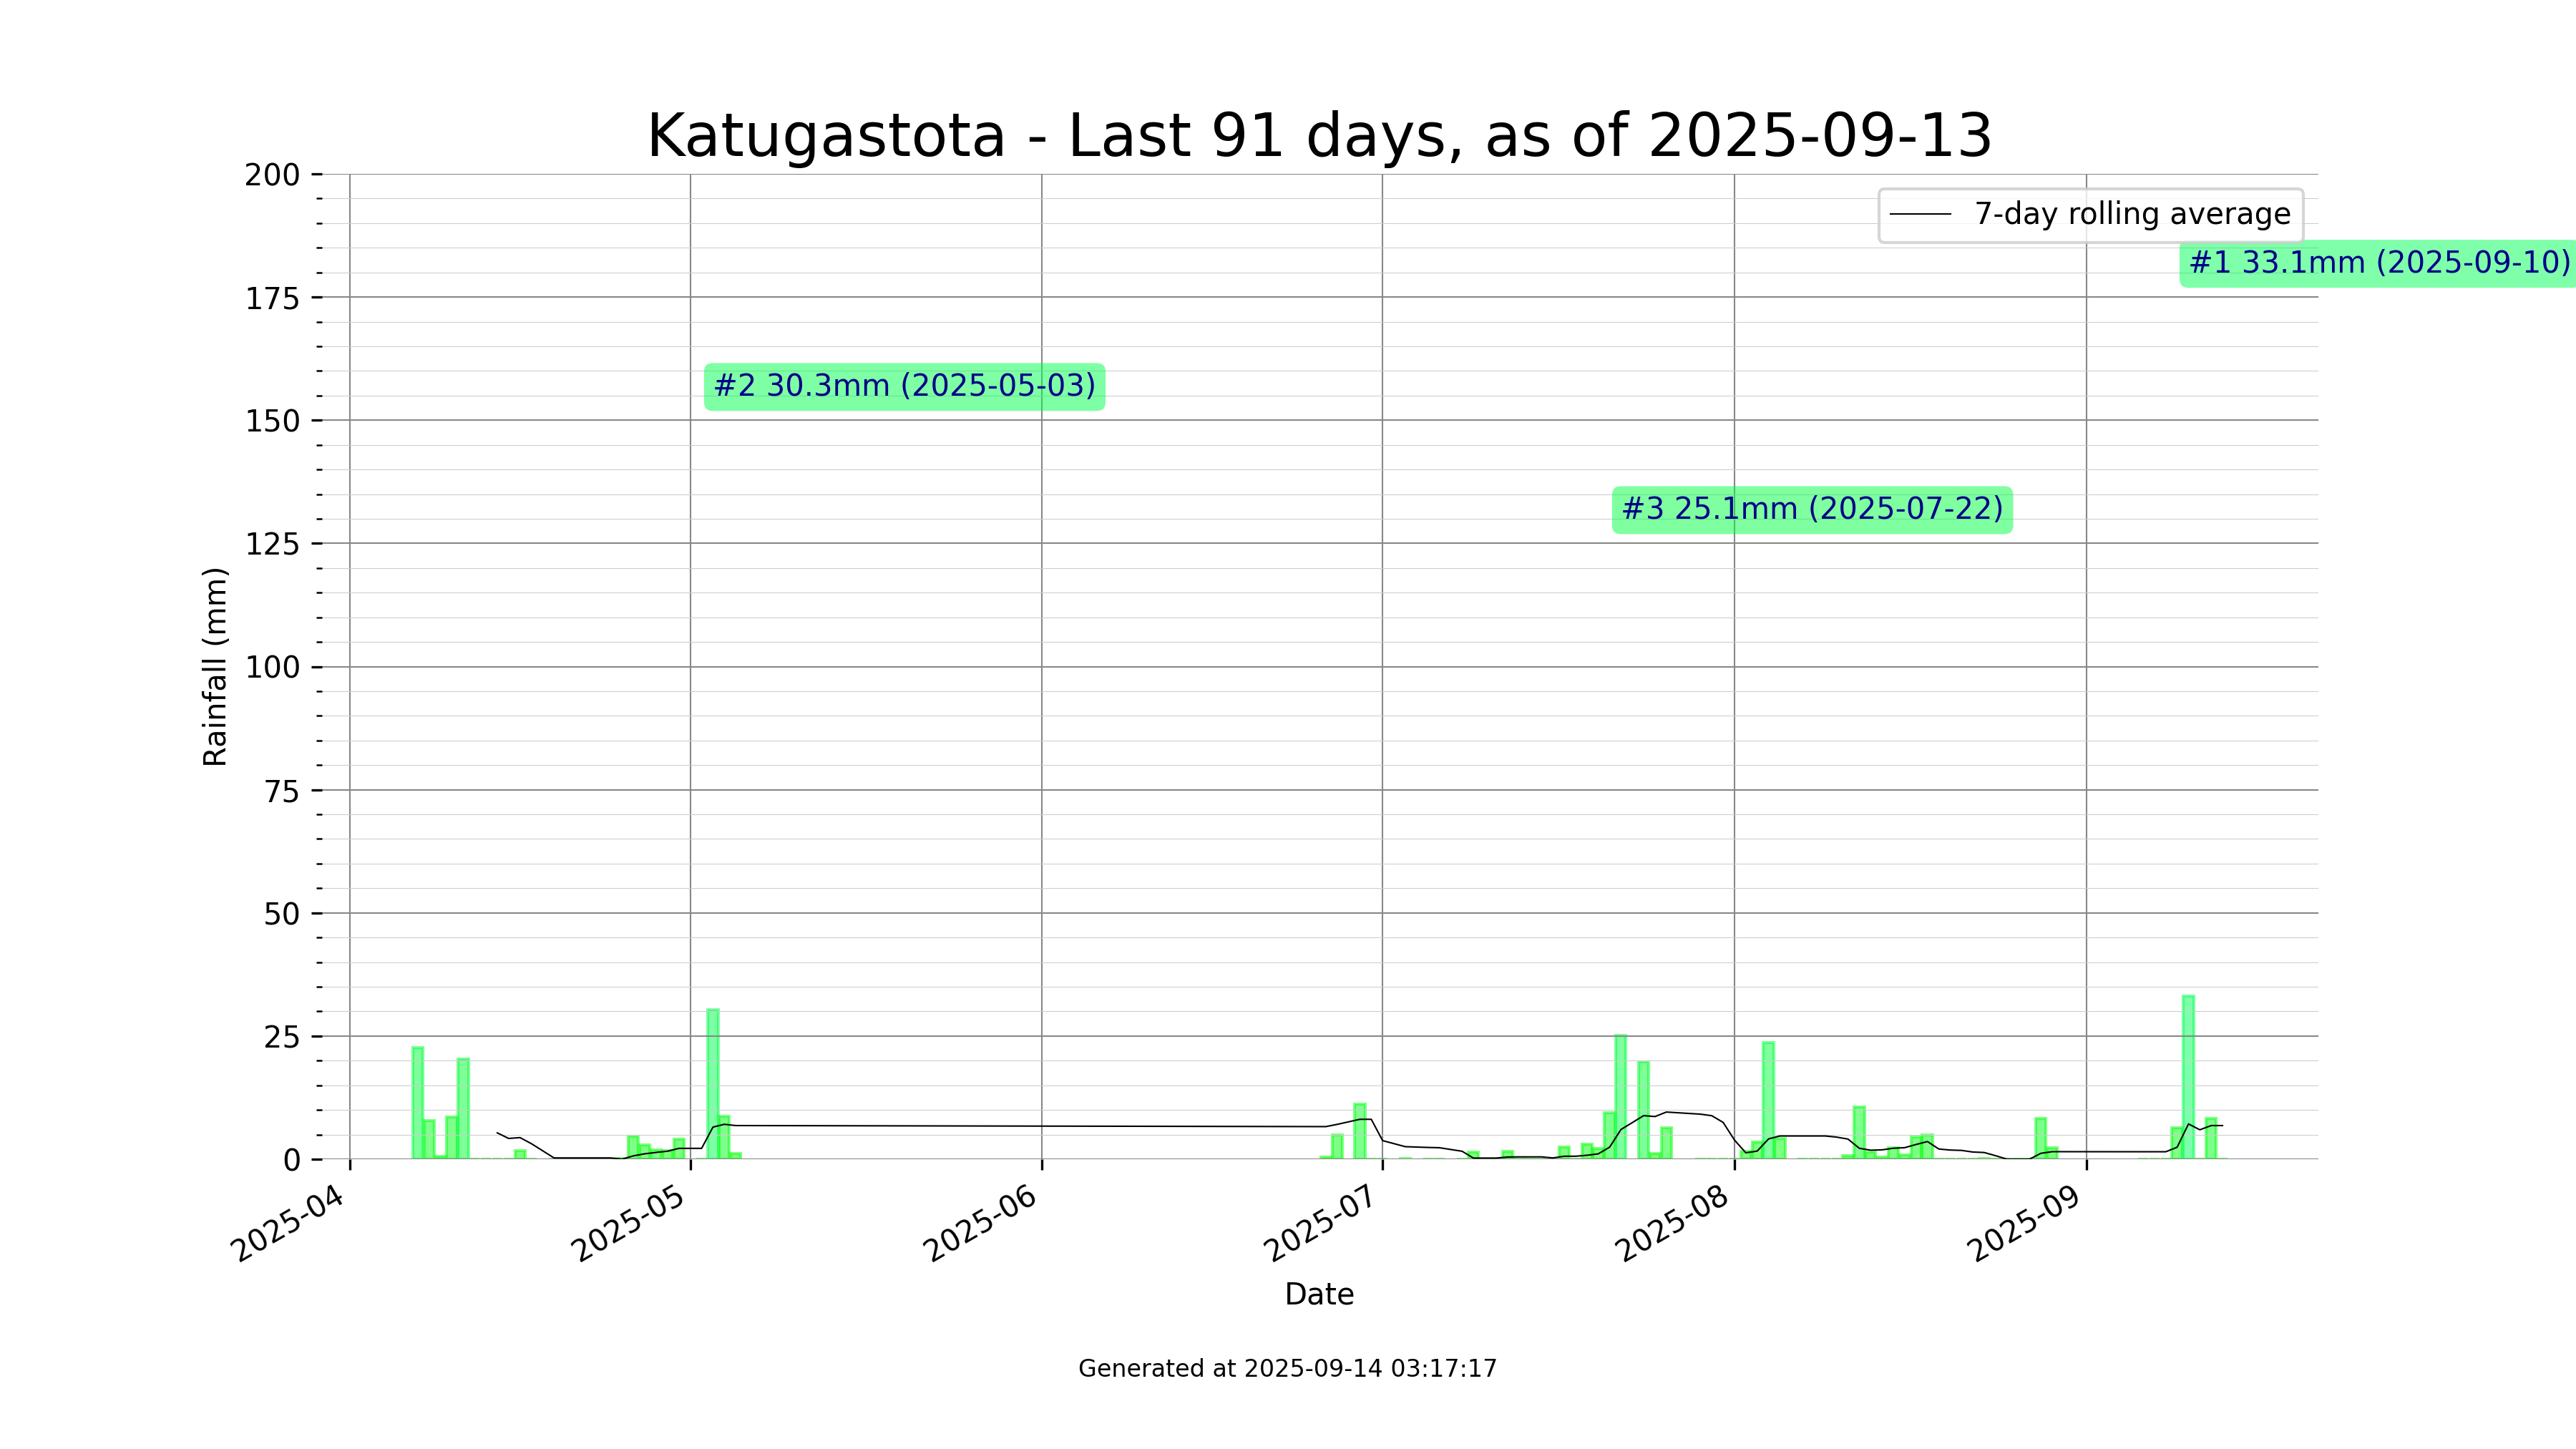 Katugastota - Last 91 days, as of 2025-09-13
200
175
150
125
100
75
50
25
0
Rainfall (mm)
7-day rolling average
#1 33.1mm (2025-09-10)
#2 30.3mm (2025-05-03)
#3 25.1mm (2025-07-22)
2025-04
2025-05
2025-06
2025-07
2025-08
2025-09
Date
Generated at 2025-09-14 03:17:17